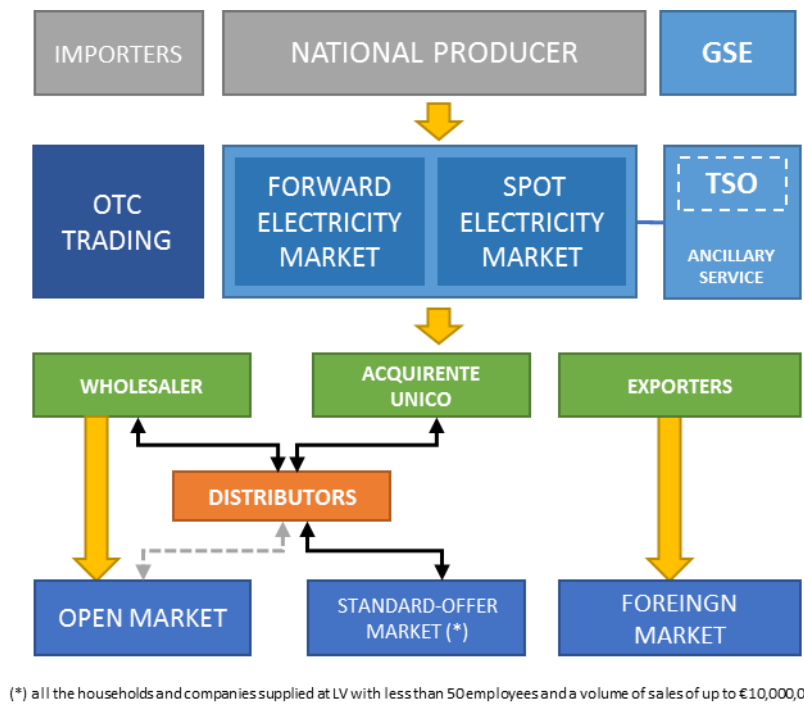 IMPORTERS
NATIONAL PRODUCER
GSE
OTC
TRADING
FORWARD
ELECTRICITY
MARKET
SPOT
ELECTRICITY
MARKET
TSO
ANCILLARY
SERVICE
WHOLESALER
ACQUIRENTE
UNICO
EXPORTERS
DISTRIBUTORS
OPEN MARKET
STANDARD-OFFER
MARKET (*)
FOREINGN
MARKET
(*) all the households and companies supplied at LV with less than 50 employees and a volume of sales of up to €10,000,0